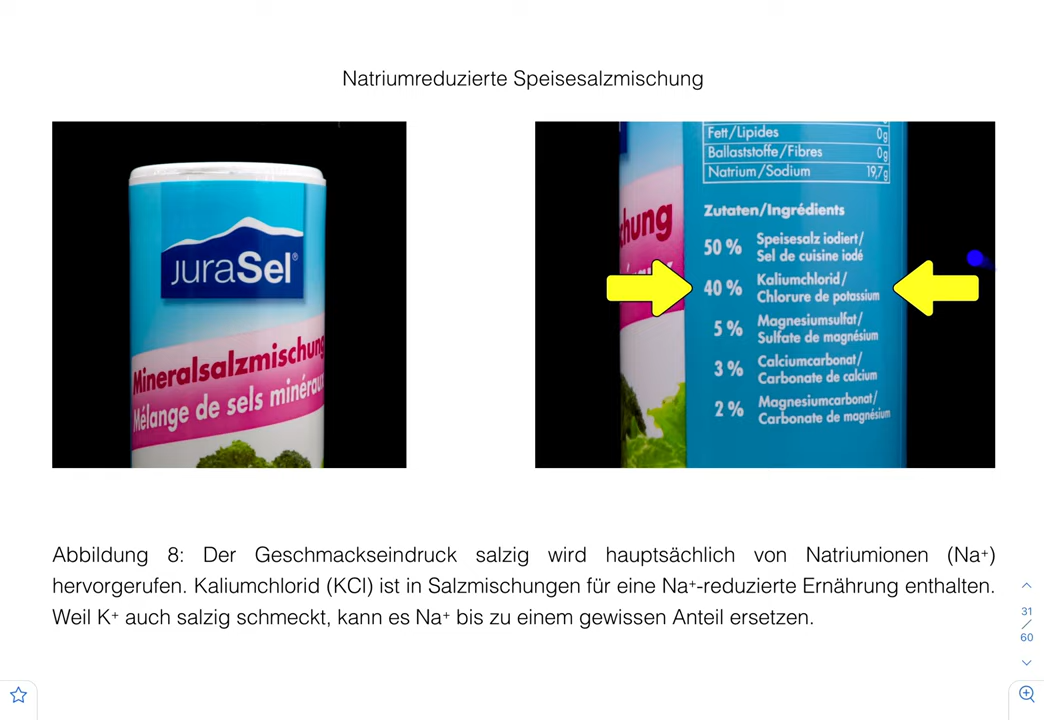 Natriumreduzierte Speisesalzmischung
juraSel®
Mineralsalzmischung
Mélange de sels minéraux
chung
Fett/Lipides 0g
Ballaststoffe/Fibres 0g
Natrium/Sodium 19,7g
Zutaten/Ingrédients
50 % Speisesalz iodiert/
Sel de cuisine iodé
40 % Kaliumchlorid/
Chlorure de potassium
5 % Magnesiumsulfat/
Sulfate de magnésium
3 % Calciumcarbonat/
Carbonate de calcium
2 % Magnesiumcarbonat/
Carbonate de magnésium
Abbildung 8: Der Geschmackseindruck salzig wird hauptsächlich von Natriumionen (Na⁺)
hervorgerufen. Kaliumchlorid (KCl) ist in Salzmischungen für eine Na⁺-reduzierte Ernährung enthalten.
Weil K⁺ auch salzig schmeckt, kann es Na⁺ bis zu einem gewissen Anteil ersetzen.
31
/
60